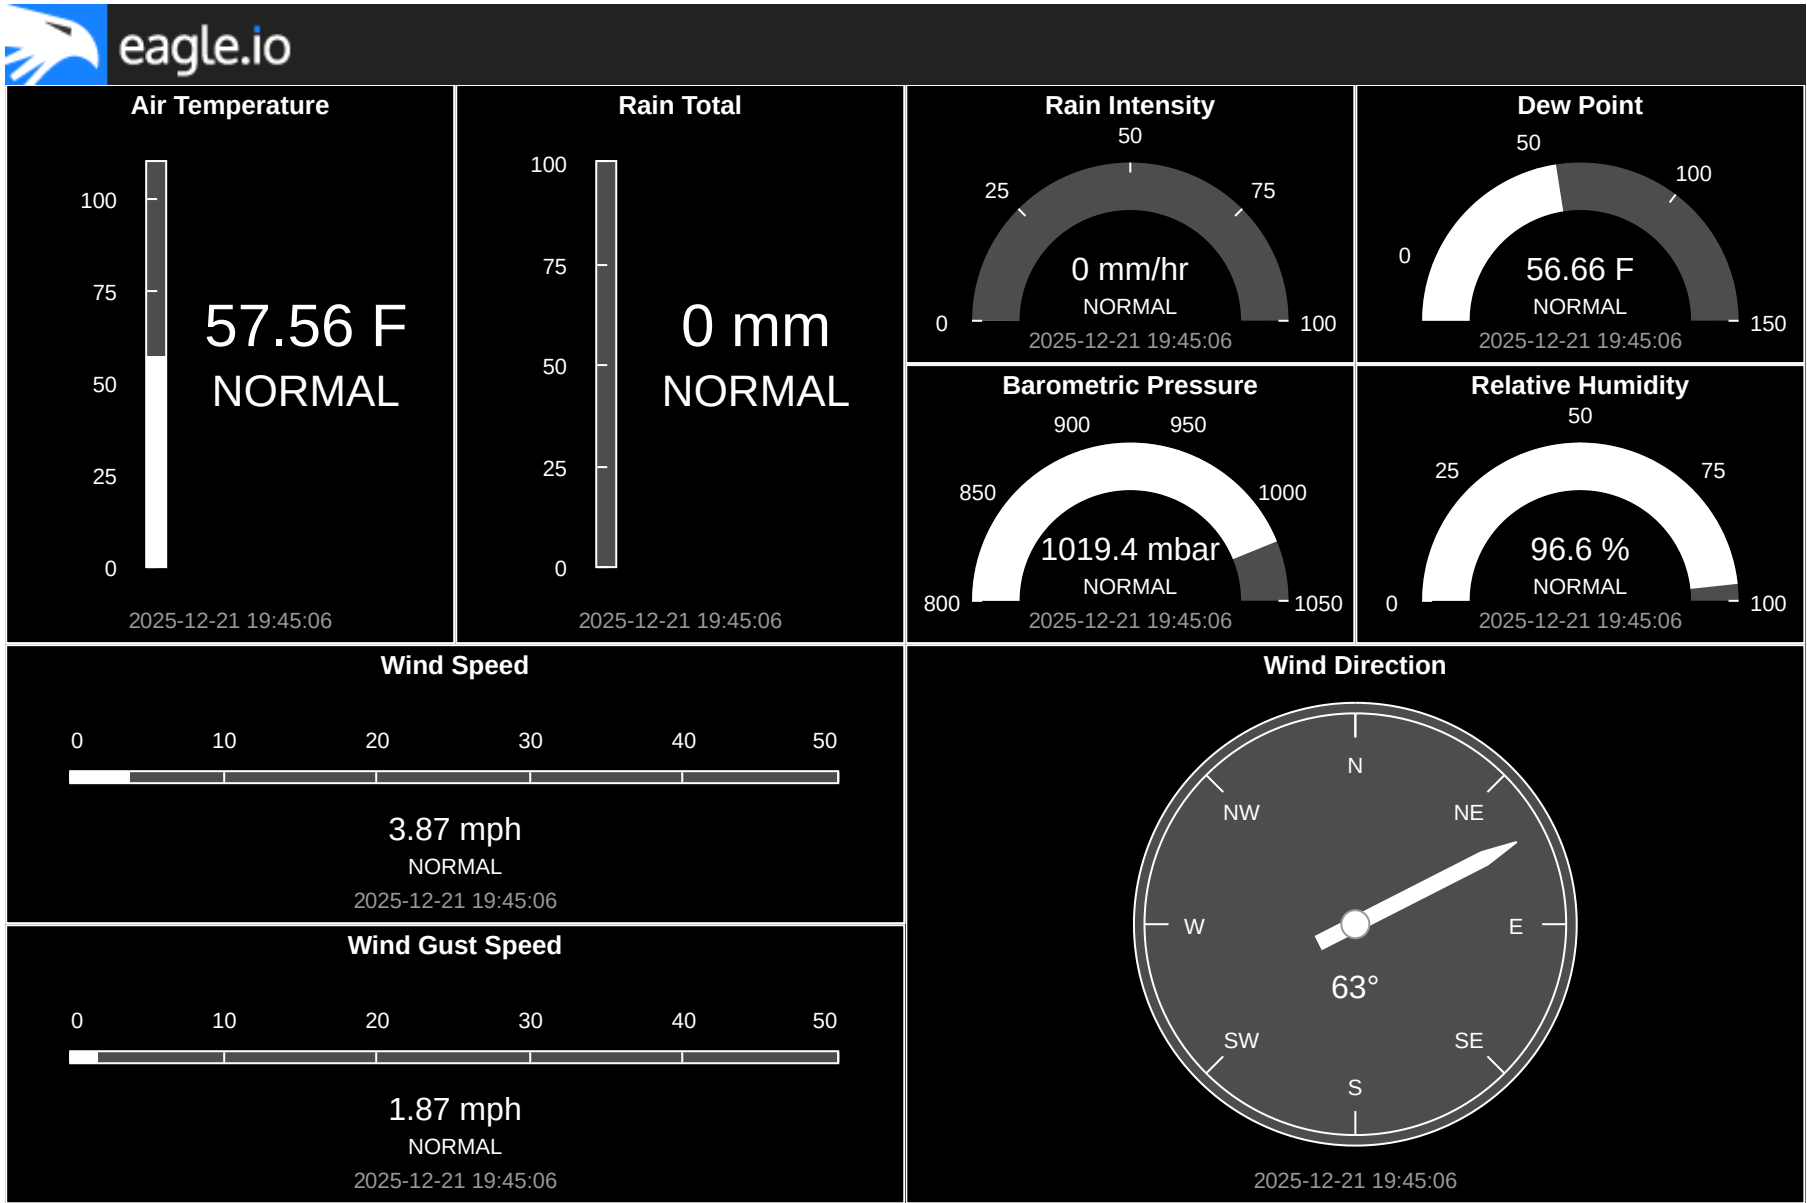 eagle.io
Air Temperature
100
75
50
25
0
57.56 F
NORMAL
2025-12-21 19:45:06
Rain Total
100
75
50
25
0
0 mm
NORMAL
2025-12-21 19:45:06
Rain Intensity
0
25
50
75
100
0 mm/hr
NORMAL
2025-12-21 19:45:06
Dew Point
0
50
100
150
56.66 F
NORMAL
2025-12-21 19:45:06
Barometric Pressure
800
850
900
950
1000
1050
1019.4 mbar
NORMAL
2025-12-21 19:45:06
Relative Humidity
0
25
50
75
100
96.6 %
NORMAL
2025-12-21 19:45:06
Wind Speed
0 10 20 30 40 50
3.87 mph
NORMAL
2025-12-21 19:45:06
Wind Gust Speed
0 10 20 30 40 50
1.87 mph
NORMAL
2025-12-21 19:45:06
Wind Direction
N
NW NE
W E
63°
SW SE
S
2025-12-21 19:45:06